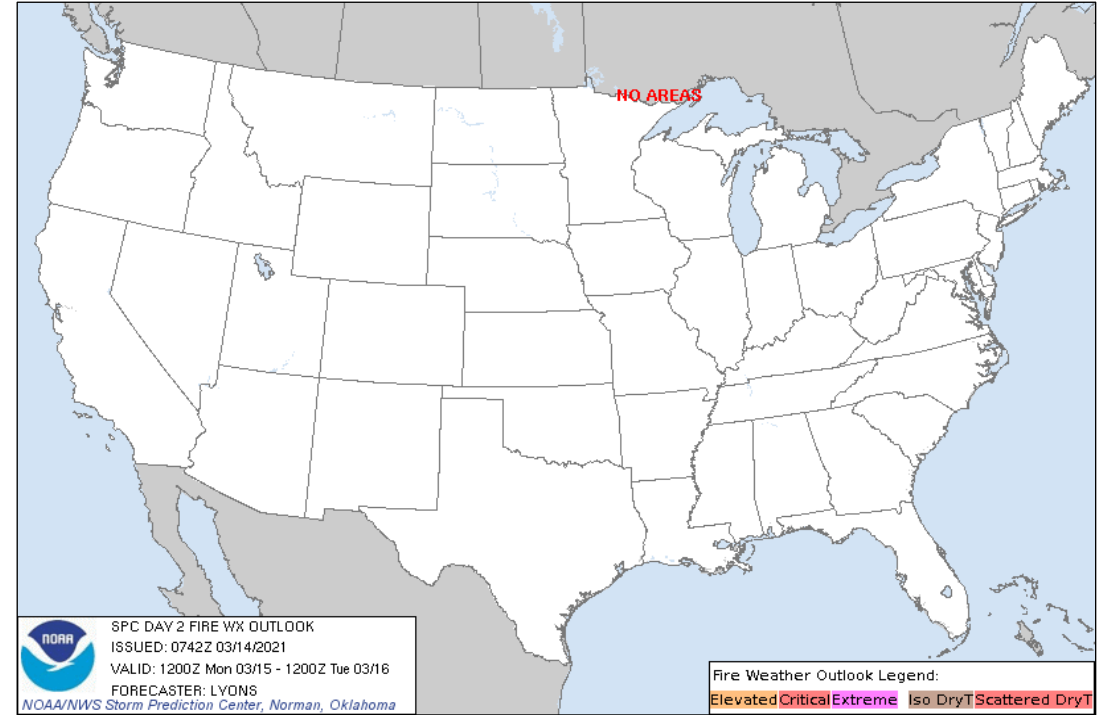 NO AREAS
NOAA
SPC DAY 2 FIRE WX OUTLOOK
ISSUED: 0742Z 03/14/2021
VALID: 1200Z Mon 03/15 - 1200Z Tue 03/16
FORECASTER: LYONS
NOAA/NWS Storm Prediction Center, Norman, Oklahoma
Fire Weather Outlook Legend:
Elevated Critical Extreme Iso DryT Scattered DryT